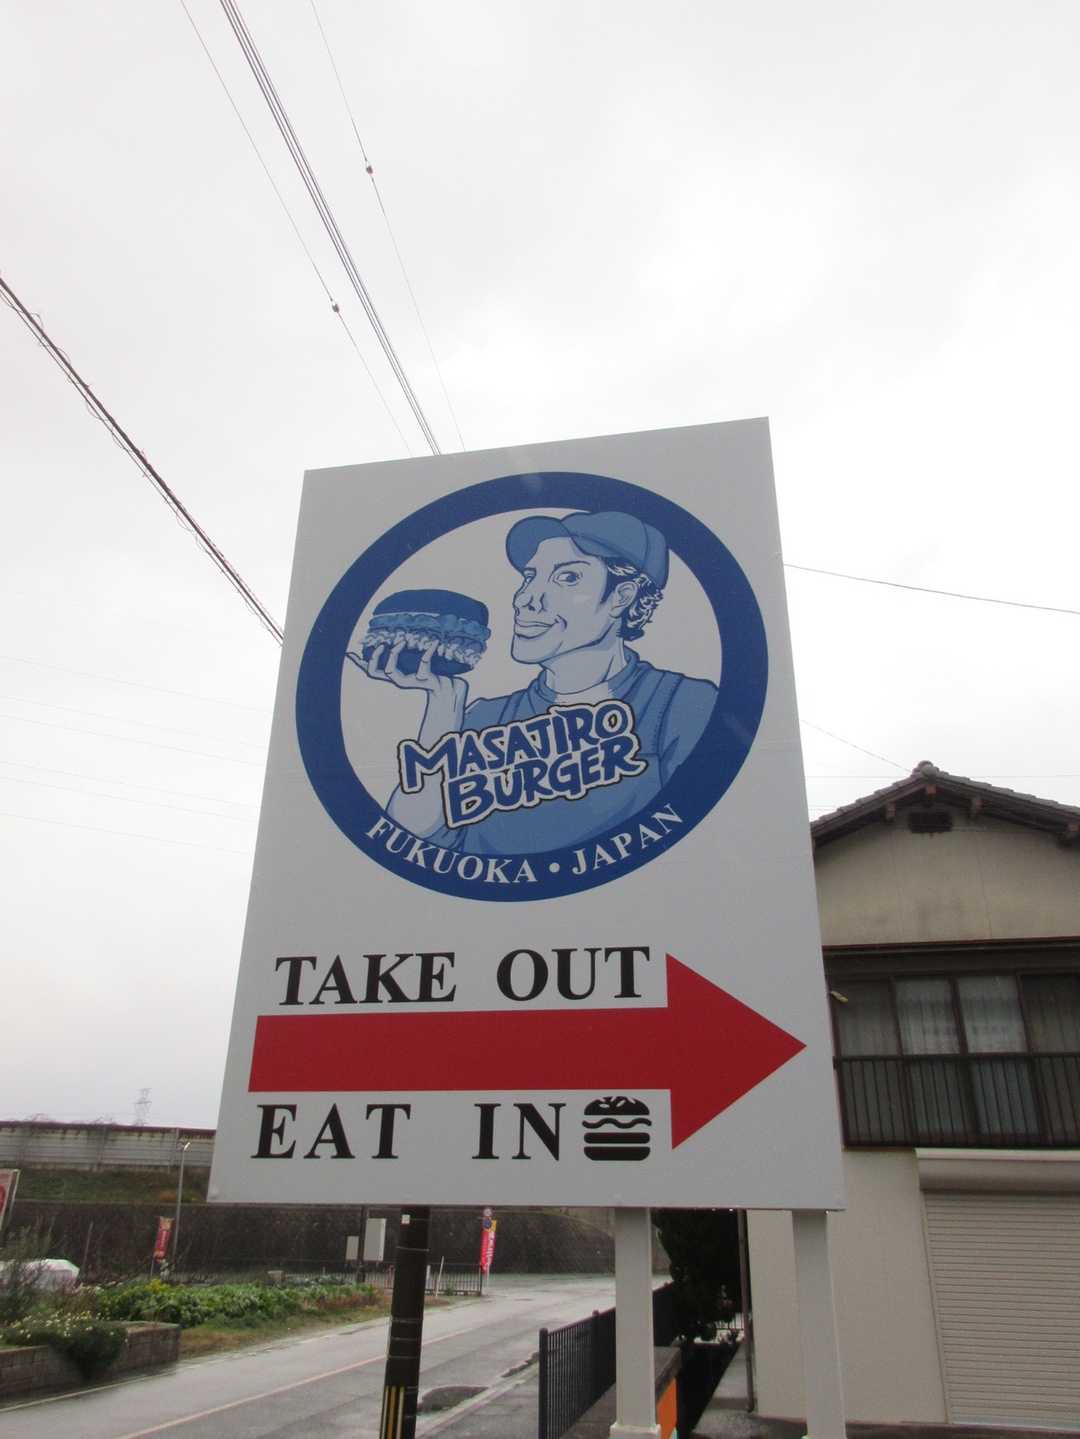 MASAJIRO
BURGER
FUKUOKA • JAPAN
TAKE OUT
EAT IN